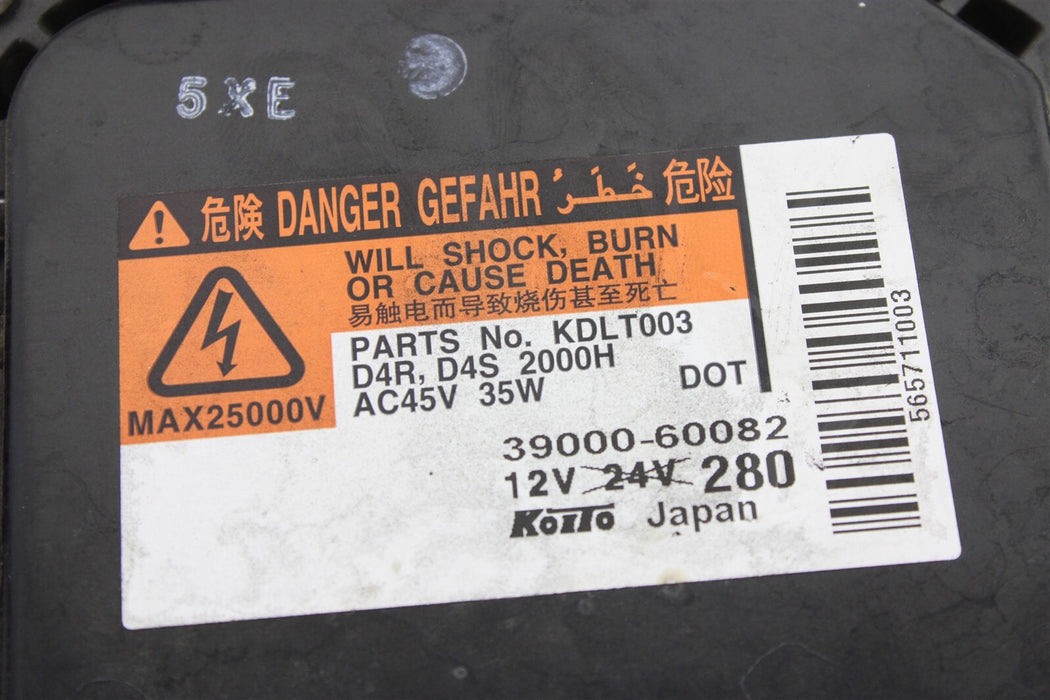 5XE
危険 DANGER GEFAHR خَطَرُ 危险
WILL SHOCK, BURN
OR CAUSE DEATH
易触电而导致烧伤甚至死亡
MAX25000V
PARTS No. KDLT003
D4R, D4S 2000H
AC45V 35W
DOT
39000-60082
12V 24V 280
KOITO Japan
565711003